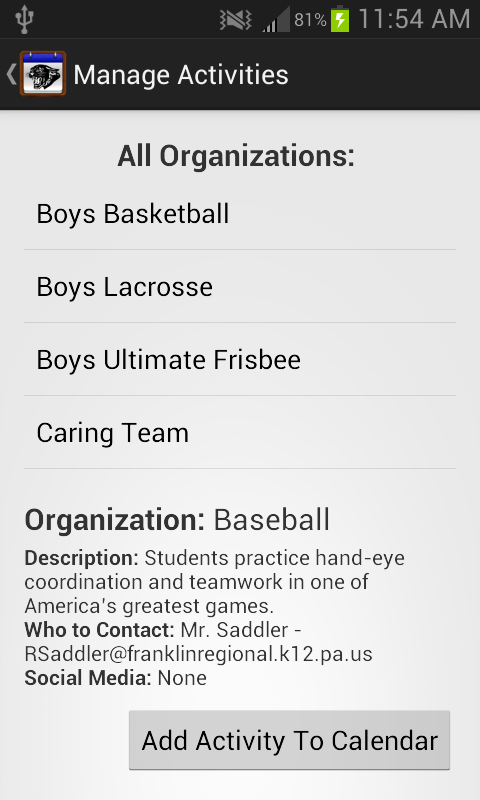 81% 11:54 AM
Manage Activities
All Organizations:
Boys Basketball
Boys Lacrosse
Boys Ultimate Frisbee
Caring Team
Organization: Baseball
Description: Students practice hand-eye
coordination and teamwork in one of
America's greatest games.
Who to Contact: Mr. Saddler -
RSaddler@franklinregional.k12.pa.us
Social Media: None
Add Activity To Calendar